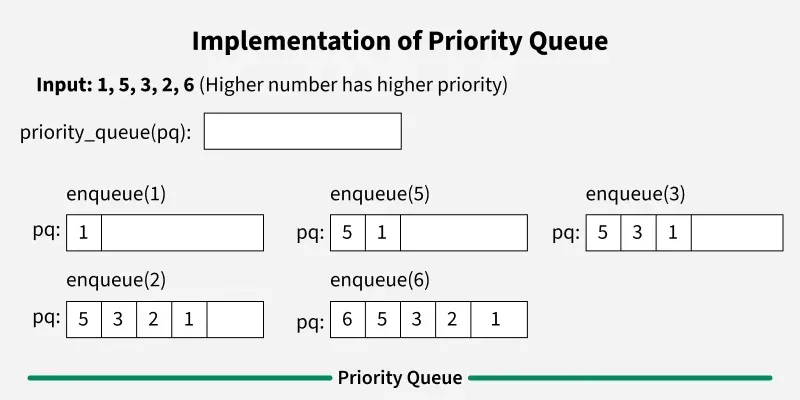 Implementation of Priority Queue
Input: 1, 5, 3, 2, 6 (Higher number has higher priority)
priority_queue(pq):
enqueue(1)
pq: 1
enqueue(5)
pq: 5 1
enqueue(3)
pq: 5 3 1
enqueue(2)
pq: 5 3 2 1
enqueue(6)
pq: 6 5 3 2 1
Priority Queue